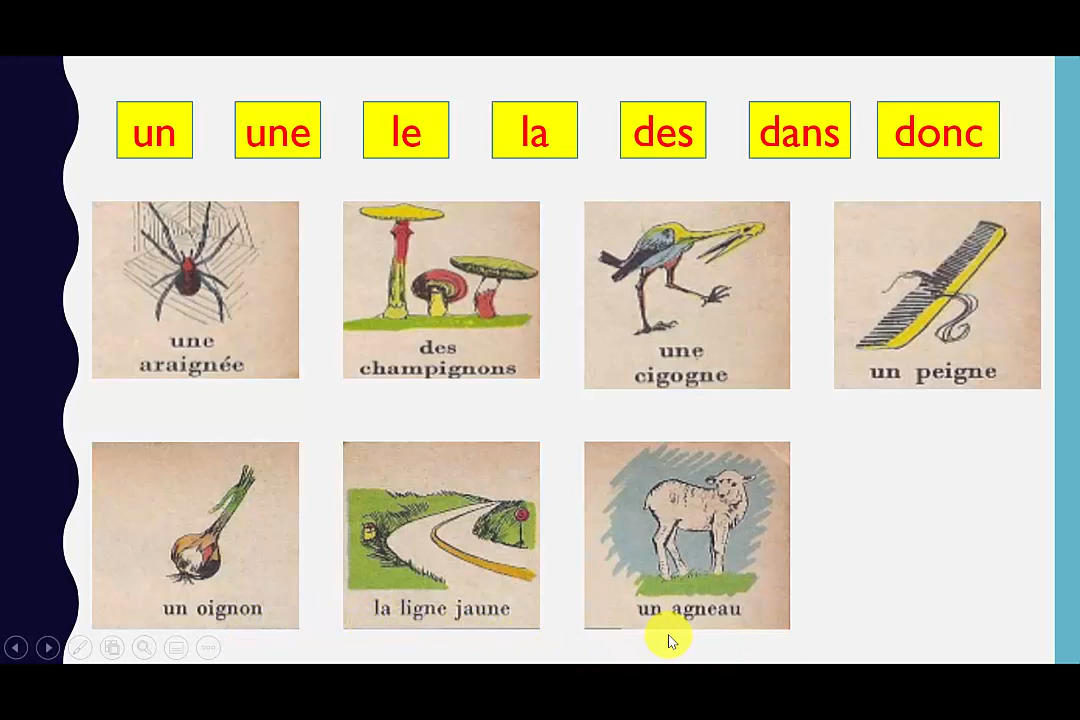 un une le la des dans donc
une
araignée
des
champignons
une
cigogne
un peigne
un oignon
la ligne jaune
un agneau